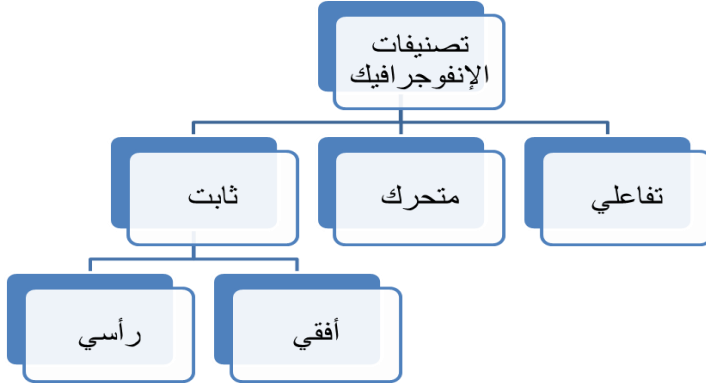 تصنيفات
الإنفوجرافيك
تفاعلي
متحرك
ثابت
أفقي
رأسي